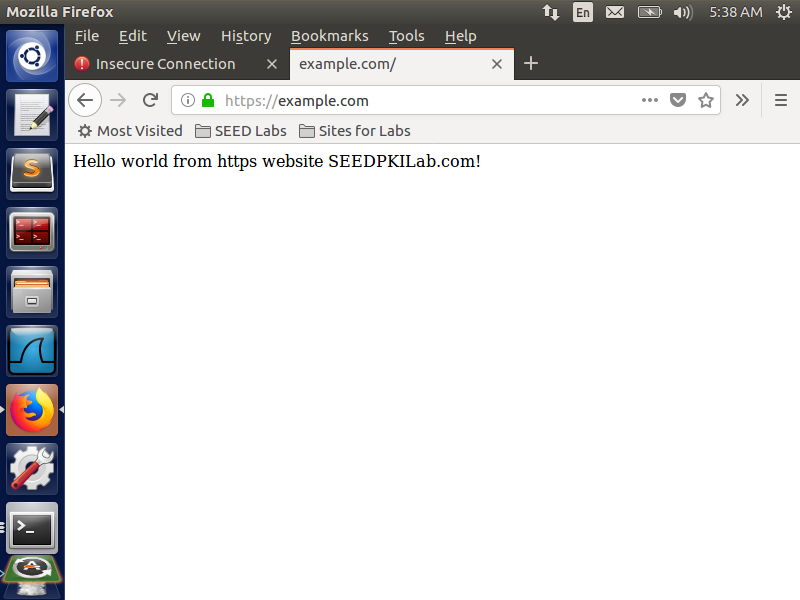 Mozilla Firefox
En
5:38 AM
File Edit View History Bookmarks Tools Help
Insecure Connection
example.com/
https://example.com
Most Visited SEED Labs Sites for Labs
Hello world from https website SEEDPKILab.com!